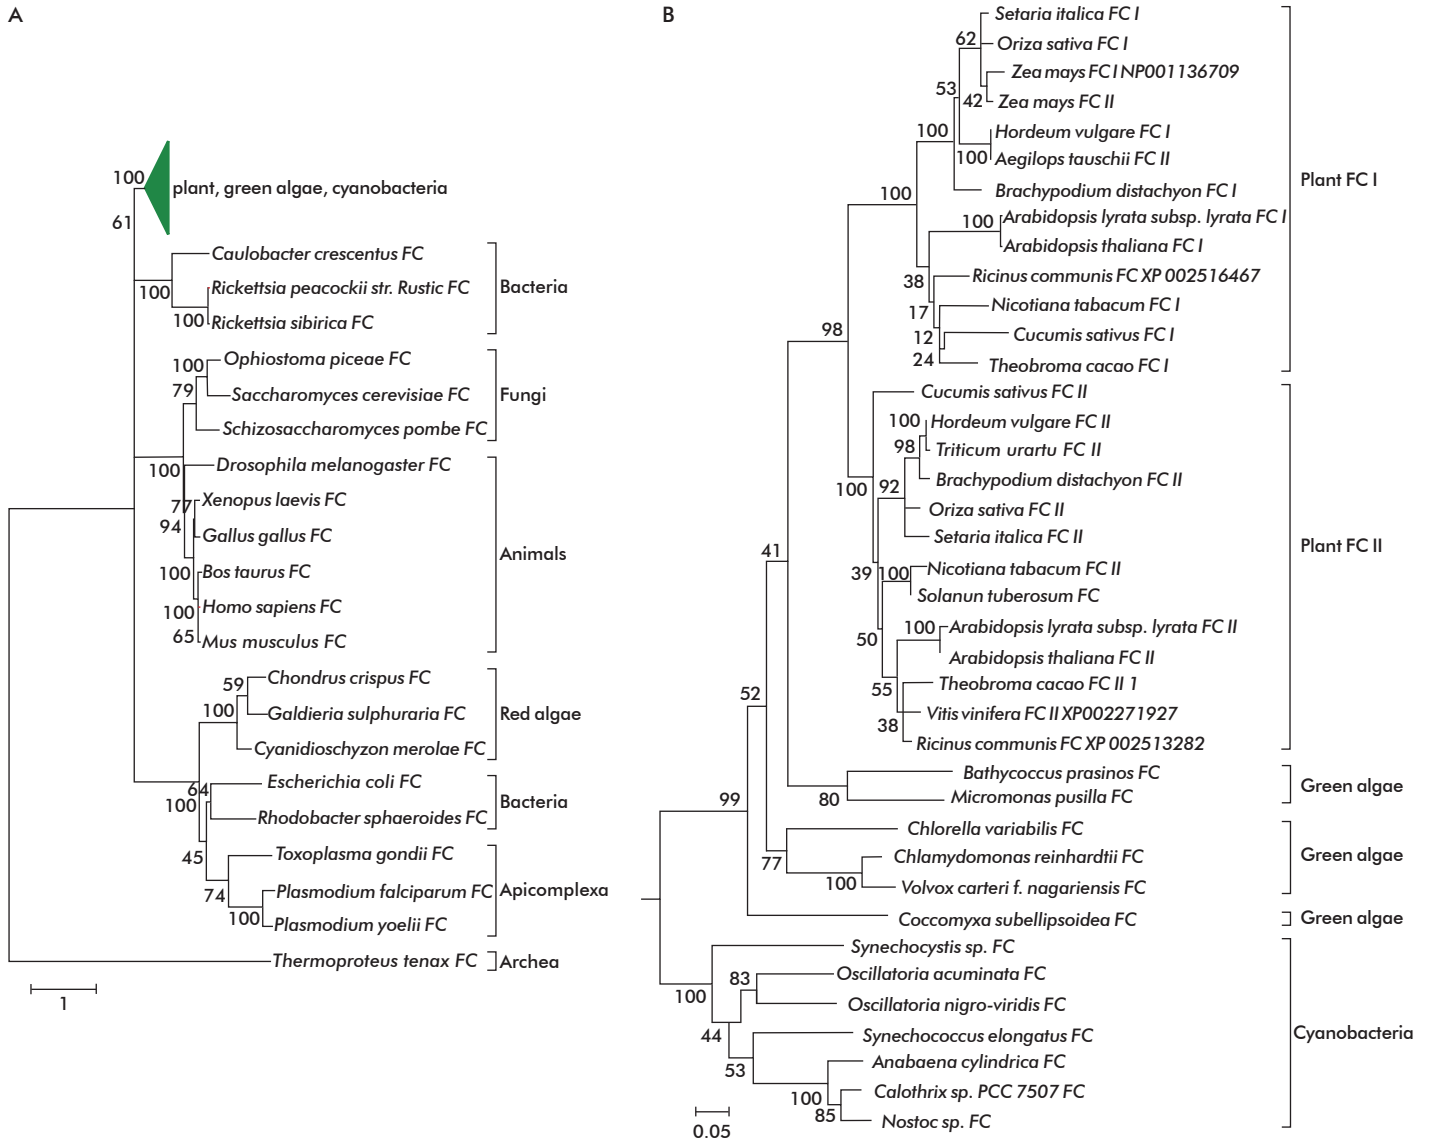 A
100
plant, green algae, cyanobacteria
61
Caulobacter crescentus FC
100
Rickettsia peacockii str. Rustic FC
100
Rickettsia sibirica FC
Bacteria
Ophiostoma piceae FC
100
79
Saccharomyces cerevisiae FC
Schizosaccharomyces pombe FC
Fungi
100
Drosophila melanogaster FC
77
Xenopus laevis FC
94
Gallus gallus FC
100
Bos taurus FC
100
Homo sapiens FC
65
Mus musculus FC
Animals
59
Chondrus crispus FC
100
Galdieria sulphuraria FC
Cyanidioschyzon merolae FC
Red algae
64
Escherichia coli FC
100
Rhodobacter sphaeroides FC
Bacteria
45
Toxoplasma gondii FC
74
Plasmodium falciparum FC
100
Plasmodium yoelii FC
Apicomplexa
Thermoproteus tenax FC
Archea
1
B
Setaria italica FC I
62
Oriza sativa FC I
Zea mays FC I NP001136709
53
42
Zea mays FC II
100
Hordeum vulgare FC I
100
Aegilops tauschii FC II
Brachypodium distachyon FC I
100
100
Arabidopsis lyrata subsp. lyrata FC I
Arabidopsis thaliana FC I
38
Ricinus communis FC XP 002516467
17
Nicotiana tabacum FC I
12
Cucumis sativus FC I
24
Theobroma cacao FC I
Plant FC I
98
Cucumis sativus FC II
100
Hordeum vulgare FC II
98
Triticum urartu FC II
100
92
Brachypodium distachyon FC II
Oriza sativa FC II
Setaria italica FC II
39
100
Nicotiana tabacum FC II
Solanun tuberosum FC
50
100
Arabidopsis lyrata subsp. lyrata FC II
Arabidopsis thaliana FC II
55
Theobroma cacao FC II 1
38
Vitis vinifera FC II XP002271927
Ricinus communis FC XP 002513282
Plant FC II
41
Bathycoccus prasinos FC
80
Micromonas pusilla FC
Green algae
52
Chlorella variabilis FC
77
Chlamydomonas reinhardtii FC
100
Volvox carteri f. nagariensis FC
Green algae
99
Coccomyxa subellipsoidea FC
Green algae
Synechocystis sp. FC
100
83
Oscillatoria acuminata FC
Oscillatoria nigro-viridis FC
44
Synechococcus elongatus FC
53
Anabaena cylindrica FC
100
Calothrix sp. PCC 7507 FC
85
Nostoc sp. FC
Cyanobacteria
0.05